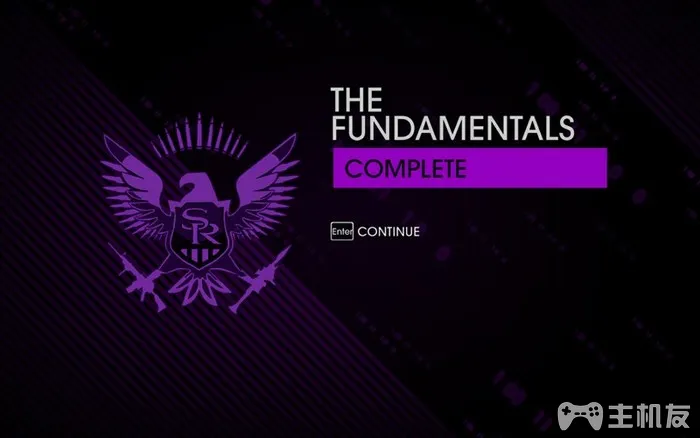 THE
FUNDAMENTALS
COMPLETE
SR
Enter CONTINUE
主机友